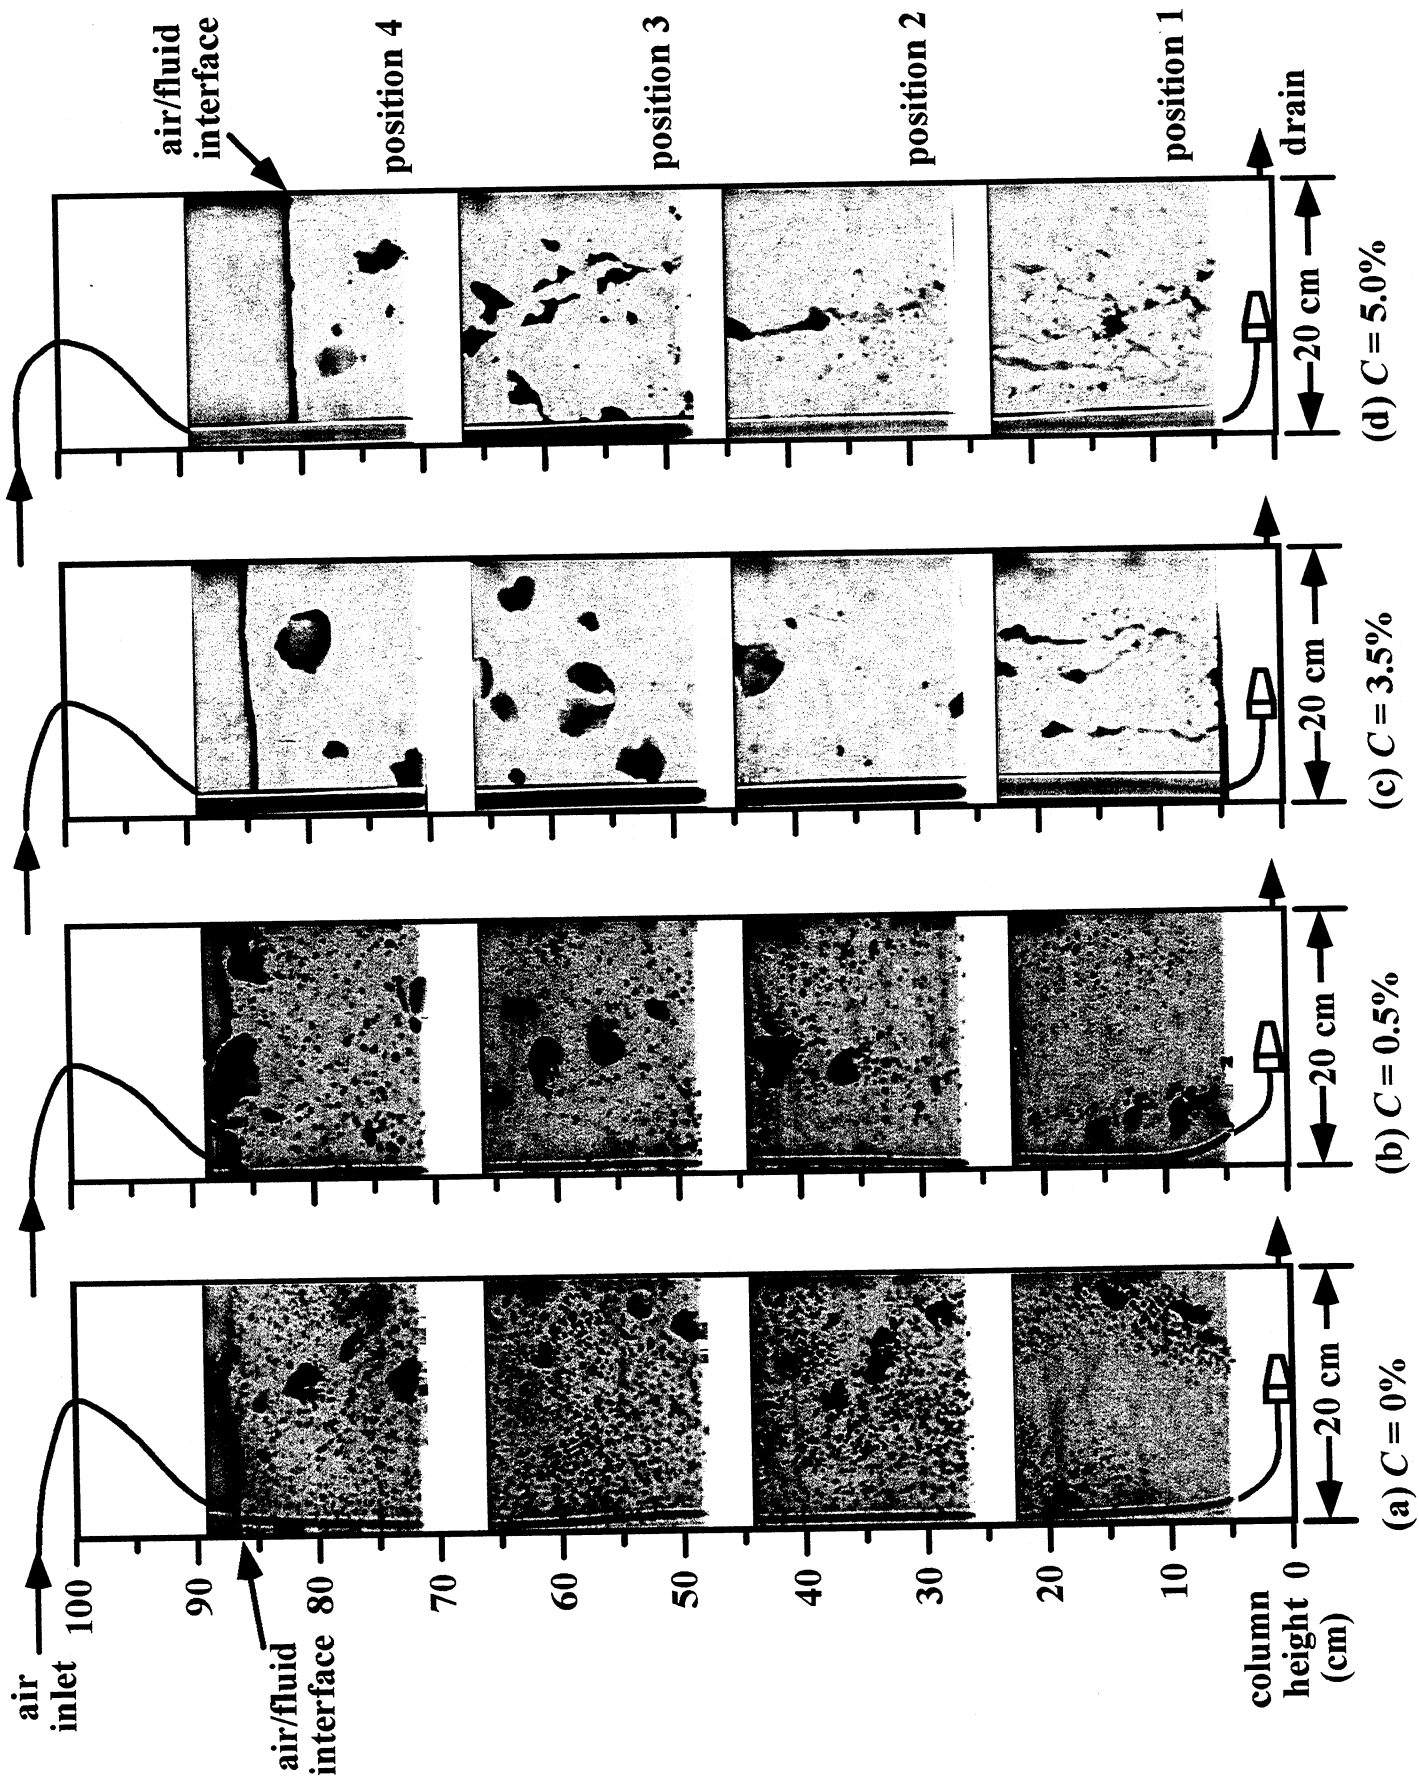 air
inlet
air/fluid
interface
100
90
80
70
60
50
40
30
20
10
0
column
height
(cm)
air/fluid
interface
position 4
position 3
position 2
position 1
drain
20 cm
20 cm
20 cm
20 cm
(a) C = 0%
(b) C = 0.5%
(c) C = 3.5%
(d) C = 5.0%